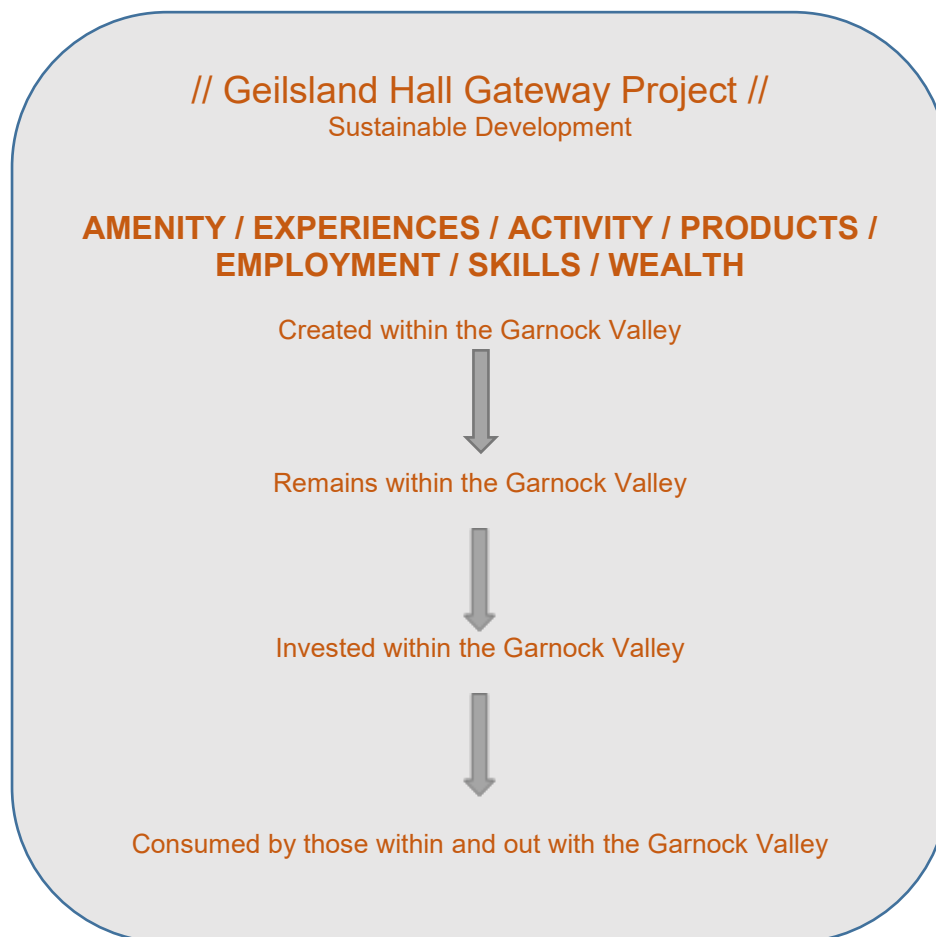 // Geilsland Hall Gateway Project //
Sustainable Development
AMENITY / EXPERIENCES / ACTIVITY / PRODUCTS /
EMPLOYMENT / SKILLS / WEALTH
Created within the Garnock Valley
Remains within the Garnock Valley
Invested within the Garnock Valley
Consumed by those within and out with the Garnock Valley